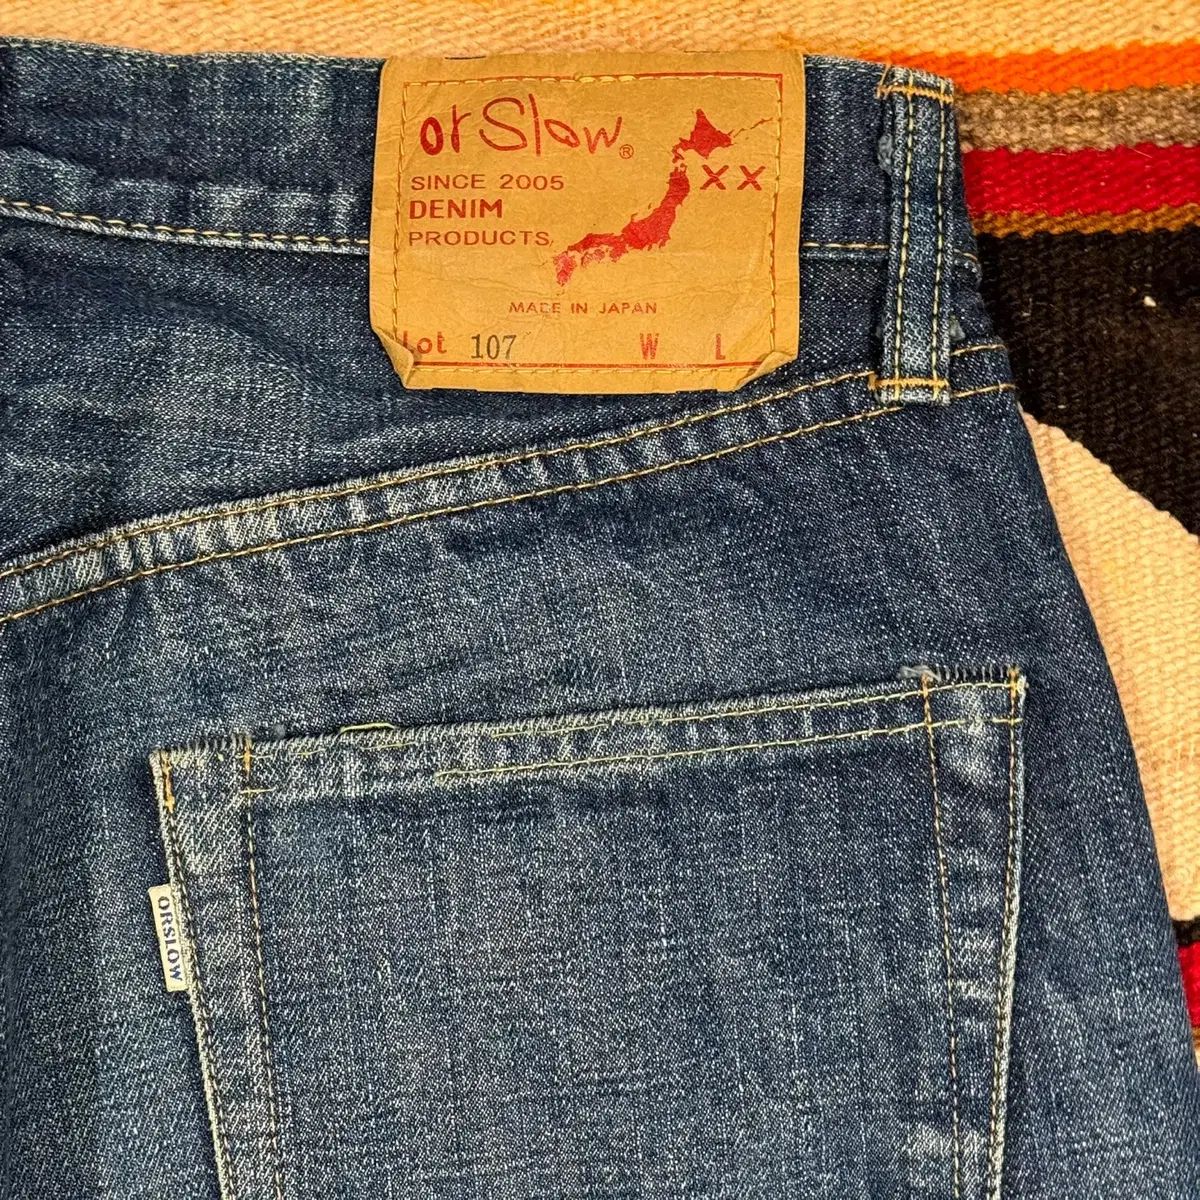 orSlow®
SINCE 2005
DENIM
PRODUCTS
XX
MADE IN JAPAN
Lot 107 W L
ORSLOW